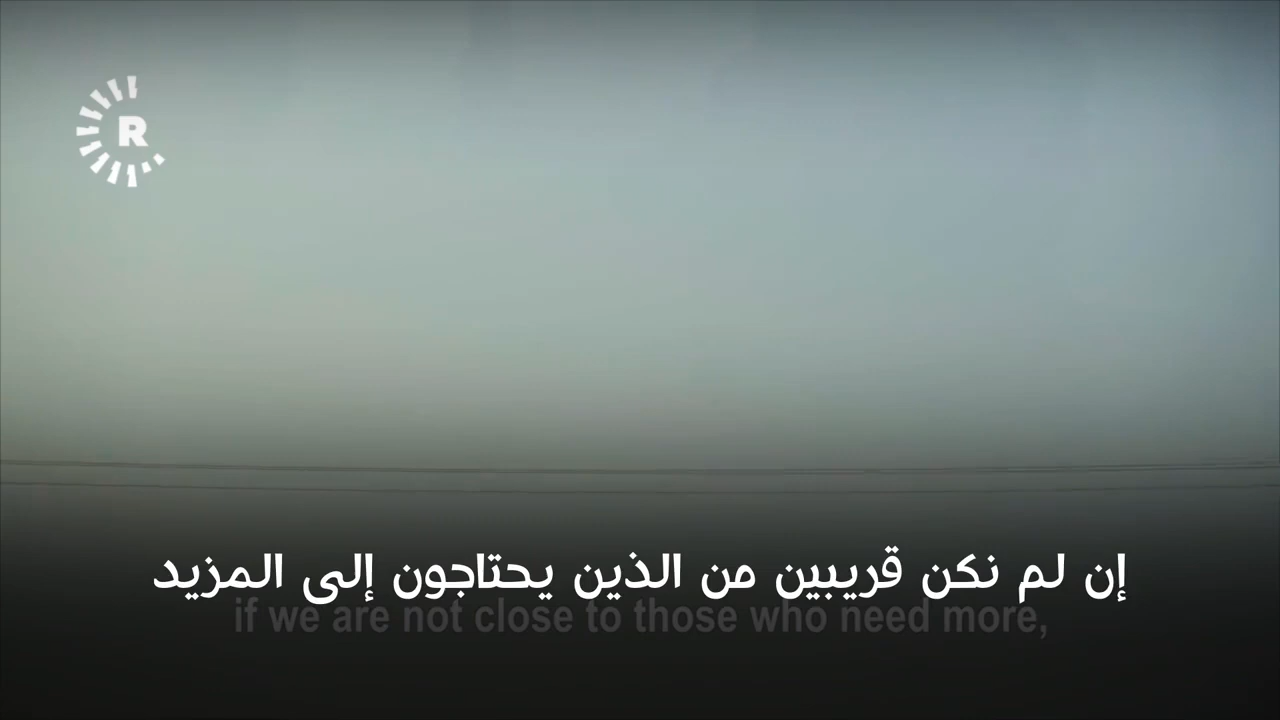 R
إن لم نكن قريبين من الذين يحتاجون إلى المزيد
if we are not close to those who need more,